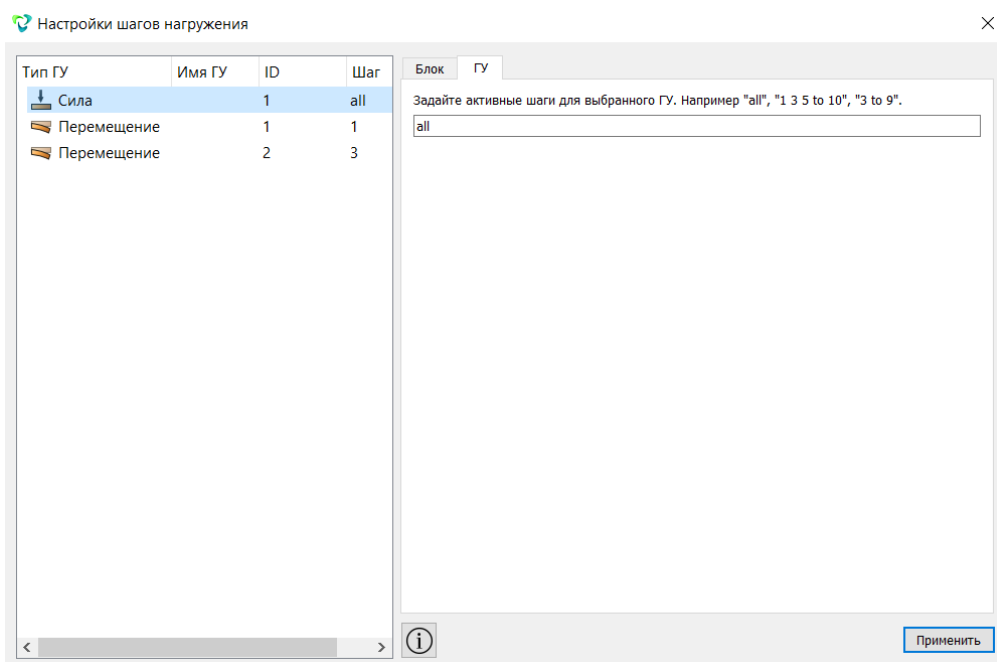 Настройки шагов нагружения
Тип ГУ Имя ГУ ID Шаг
Сила 1 all
Перемещение 1 1
Перемещение 2 3
Блок ГУ
Задайте активные шаги для выбранного ГУ. Например "all", "1 3 5 to 10", "3 to 9".
all
Применить